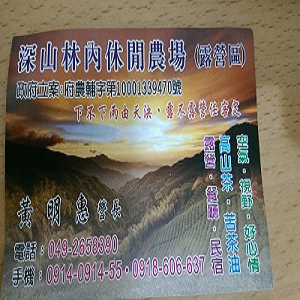 深山林內休閒農場(露營區)
政府立案:府農輔字第10001339470號
下不下雨由天決,露不露營任客定
空氣・視野・好心情
高山茶・苦茶油
露營・餐廳・民宿
黃明惠 營長
電話:049-2658390
手機:0914-0914-55・0918-606-637